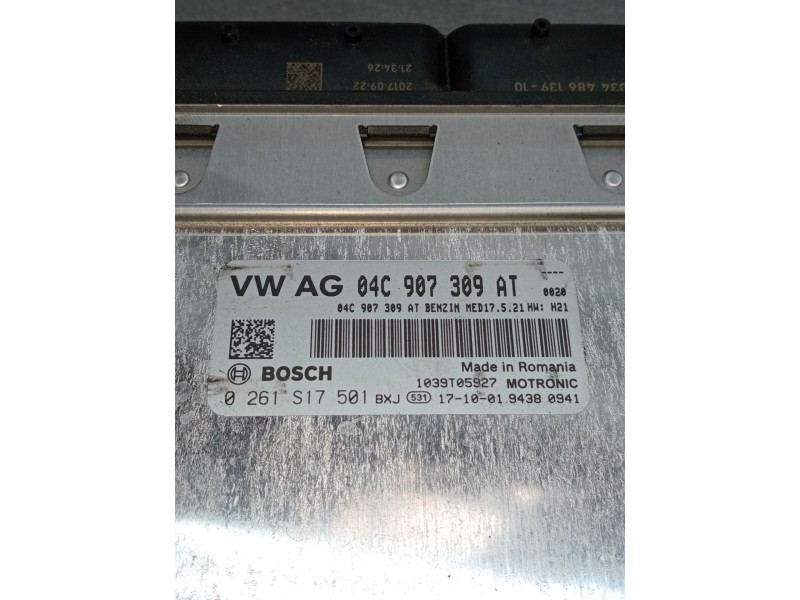 21:34:26
2017:09:22
034 486 139-10
VW AG 04C 907 309 AT
----
0020
04C 907 309 AT BENZIN MED17.5.21 HW: H21
BOSCH
Made in Romania
1039T05927 MOTRONIC
0 261 S17 501 BXJ 531 17-10-01 9438 0941